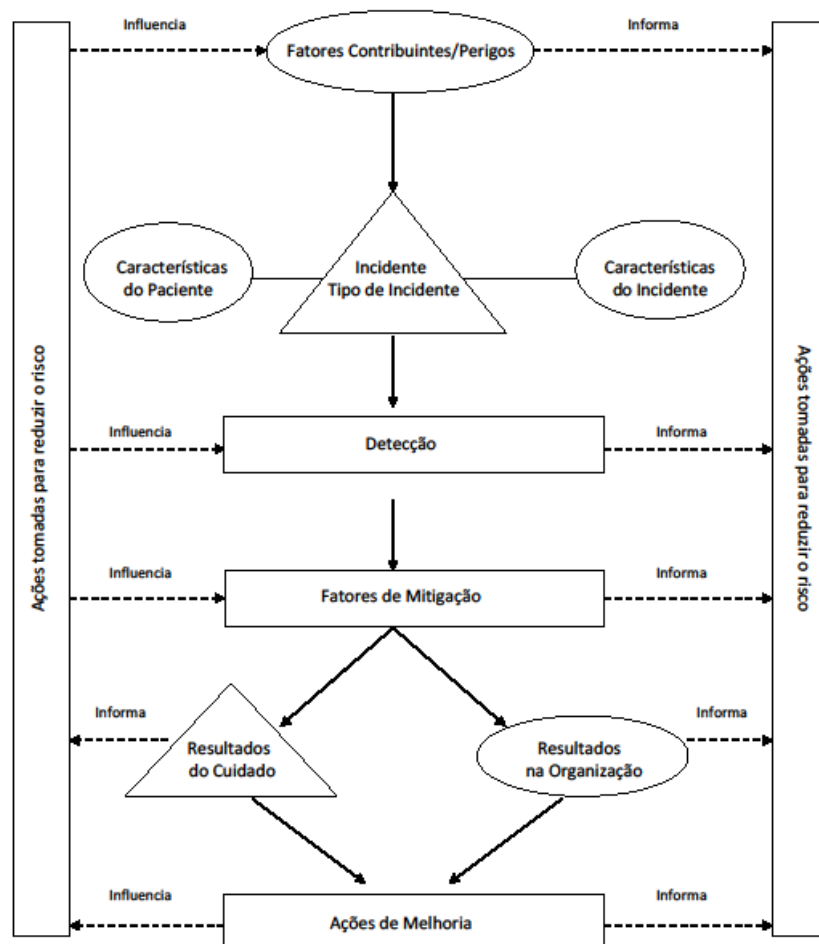 Influencia
Fatores Contribuintes/Perigos
Informa
Características
do Paciente
Incidente
Tipo de Incidente
Características
do Incidente
Ações tomadas para reduzir o risco
Ações tomadas para reduzir o risco
Influencia
Detecção
Informa
Influencia
Fatores de Mitigação
Informa
Informa
Resultados
do Cuidado
Resultados
na Organização
Informa
Influencia
Ações de Melhoria
Informa